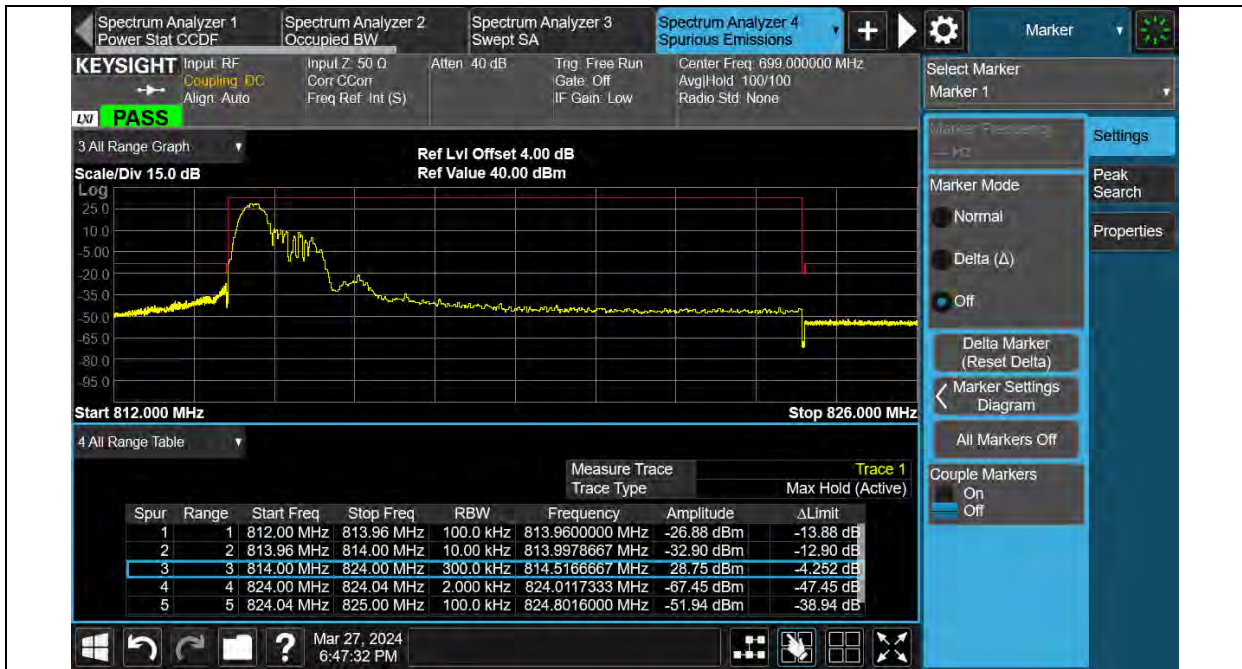 Spectrum Analyzer 1
Power Stat CCDF
Spectrum Analyzer 2
Occupied BW
Spectrum Analyzer 3
Swept SA
Spectrum Analyzer 4
Spurious Emissions
Marker
KEYSIGHT
Input: RF
Coupling: DC
Align: Auto
Input Z: 50 Ω
Corr CCorr
Freq Ref: Int (S)
Atten: 40 dB
Trig: Free Run
Gate: Off
IF Gain: Low
Center Freq: 699.000000 MHz
Avg|Hold: 100/100
Radio Std: None
LXI PASS
Select Marker
Marker 1
3 All Range Graph
Scale/Div 15.0 dB
Ref Lvl Offset 4.00 dB
Ref Value 40.00 dBm
Log
25.0
10.0
-5.00
-20.0
-35.0
-50.0
-65.0
-80.0
-95.0
Start 812.000 MHz
Stop 826.000 MHz
4 All Range Table
Measure Trace Trace 1
Trace Type Max Hold (Active)
Spur Range Start Freq Stop Freq RBW Frequency Amplitude ΔLimit
1 1 812.00 MHz 813.96 MHz 100.0 kHz 813.9600000 MHz -26.88 dBm -13.88 dB
2 2 813.96 MHz 814.00 MHz 10.00 kHz 813.9978667 MHz -32.90 dBm -12.90 dB
3 3 814.00 MHz 824.00 MHz 300.0 kHz 814.5166667 MHz 28.75 dBm -4.252 dB
4 4 824.00 MHz 824.04 MHz 2.000 kHz 824.0117333 MHz -67.45 dBm -47.45 dB
5 5 824.04 MHz 825.00 MHz 100.0 kHz 824.8016000 MHz -51.94 dBm -38.94 dB
Marker Frequency
--- Hz
Marker Mode
Normal
Delta (Δ)
Off
Delta Marker
(Reset Delta)
Marker Settings
Diagram
All Markers Off
Couple Markers
On
Off
Settings
Peak
Search
Properties
?
Mar 27, 2024
6:47:32 PM